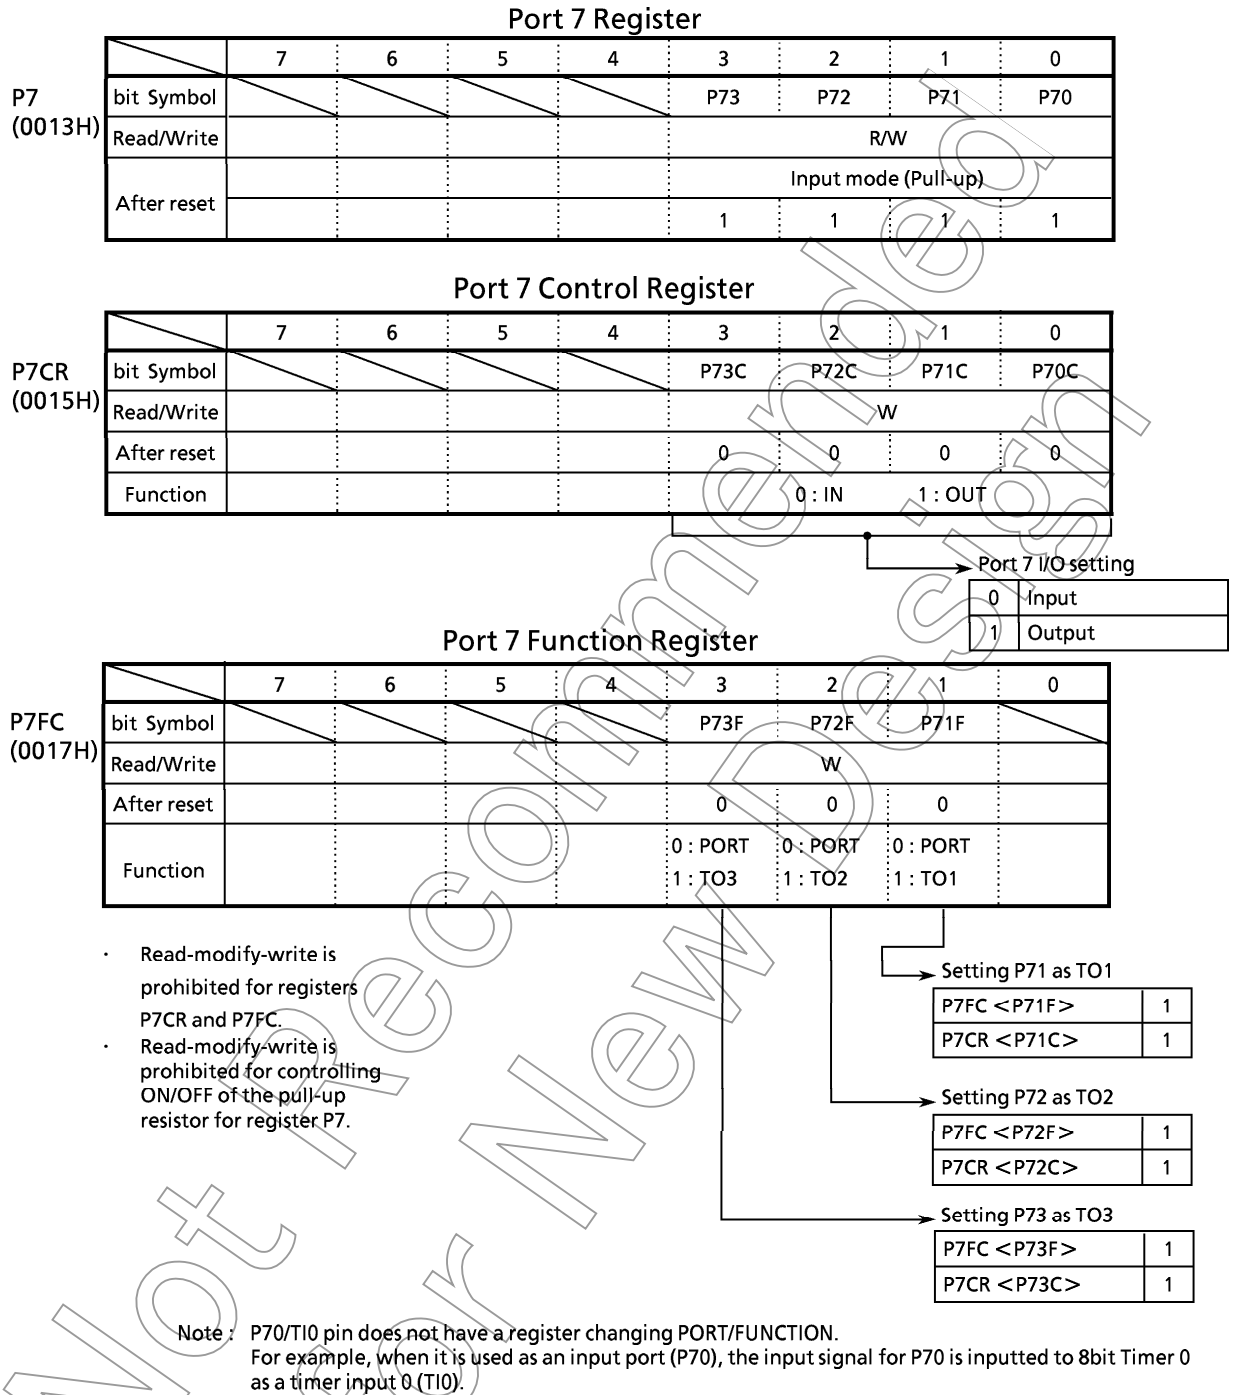 Port 7 Register
7 6 5 4 3 2 1 0
P7
(0013H)
bit Symbol P73 P72 P71 P70
Read/Write R/W
After reset
Input mode (Pull-up)
1 1 1 1
Port 7 Control Register
7 6 5 4 3 2 1 0
P7CR
(0015H)
bit Symbol P73C P72C P71C P70C
Read/Write W
After reset 0 0 0 0
Function 0 : IN 1 : OUT
Port 7 I/O setting
0 Input
1 Output
Port 7 Function Register
7 6 5 4 3 2 1 0
P7FC
(0017H)
bit Symbol P73F P72F P71F
Read/Write W
After reset 0 0 0
Function
0 : PORT 0 : PORT 0 : PORT
1 : TO3 1 : TO2 1 : TO1
· Read-modify-write is
prohibited for registers
P7CR and P7FC.
· Read-modify-write is
prohibited for controlling
ON/OFF of the pull-up
resistor for register P7.
Setting P71 as TO1
P7FC <P71F> 1
P7CR <P71C> 1
Setting P72 as TO2
P7FC <P72F> 1
P7CR <P72C> 1
Setting P73 as TO3
P7FC <P73F> 1
P7CR <P73C> 1
Note : P70/TI0 pin does not have a register changing PORT/FUNCTION.
For example, when it is used as an input port (P70), the input signal for P70 is inputted to 8bit Timer 0
as a timer input 0 (TI0).
Not Recommended
for New Design